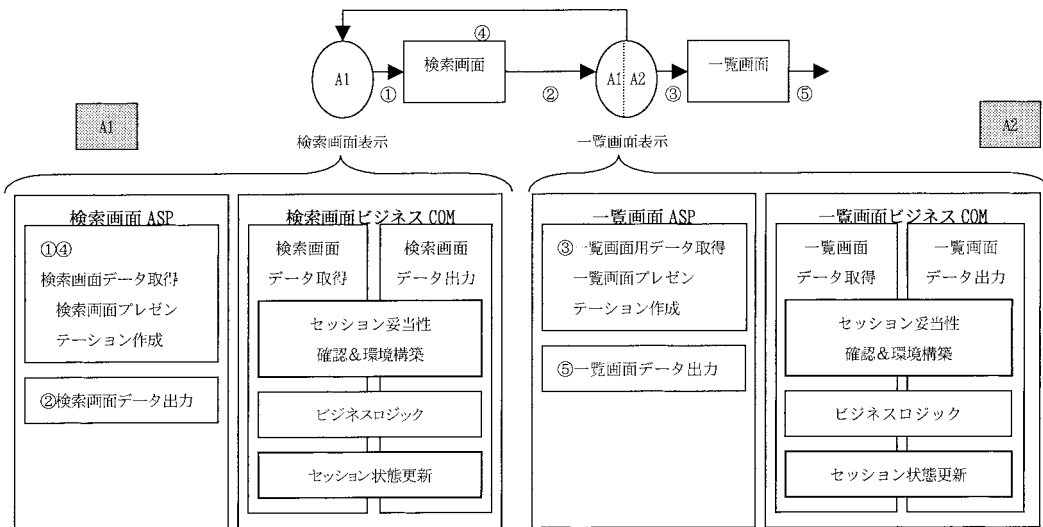 ④
A1
①
検索画面
②
A1 A2
③
一覧画面
⑤
A1
検索画面表示
一覧画面表示
A2
検索画面 ASP
①④
検索画面データ取得
検索画面プレゼン
テーション作成
②検索画面データ出力
検索画面ビジネス COM
検索画面
データ取得
検索画面
データ出力
セッション妥当性
確認&環境構築
ビジネスロジック
セッション状態更新
一覧画面 ASP
③一覧画面用データ取得
一覧画面プレゼン
テーション作成
⑤一覧画面データ出力
一覧画面ビジネス COM
一覧画面
データ取得
一覧画面
データ出力
セッション妥当性
確認&環境構築
ビジネスロジック
セッション状態更新